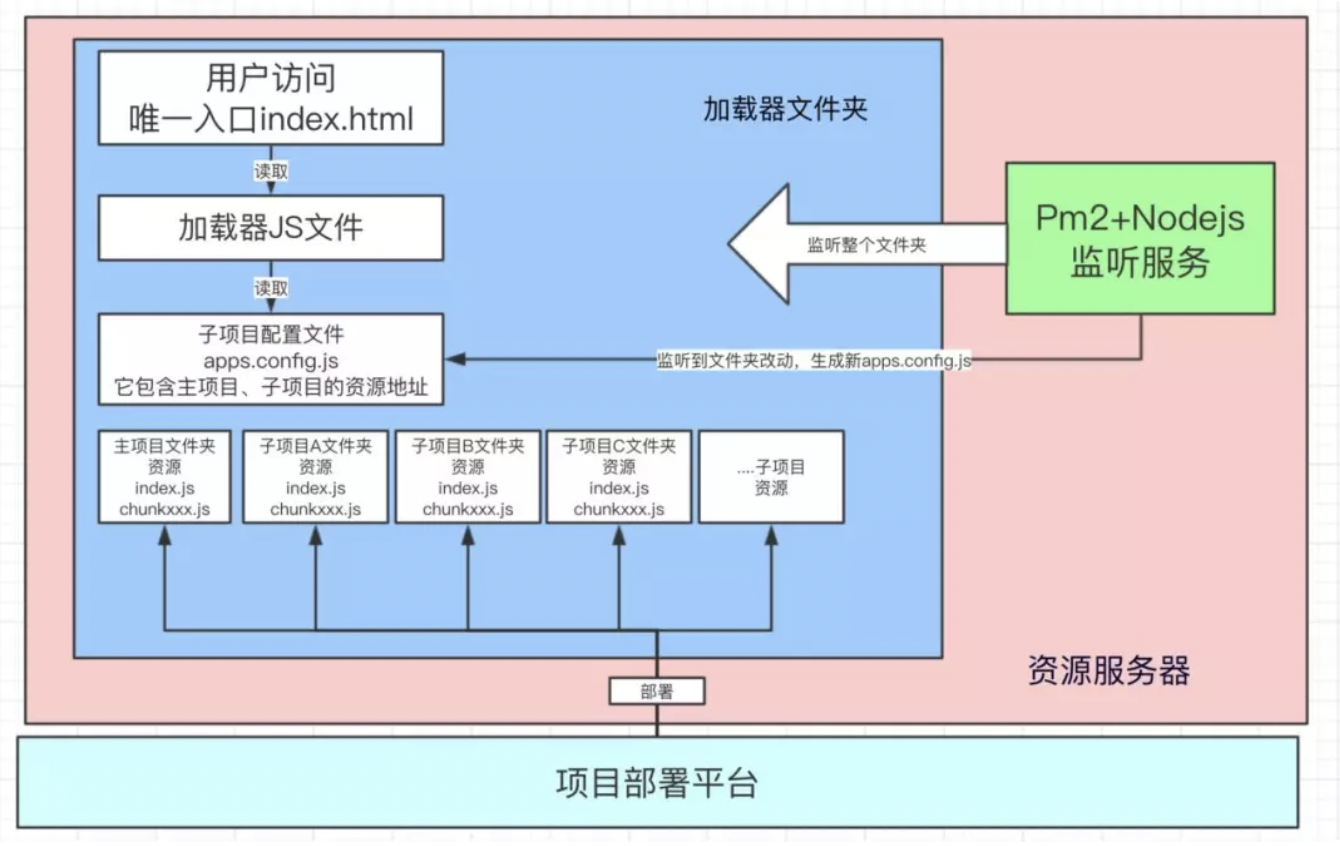 用户访问
唯一入口index.html
加载器文件夹
读取
加载器JS文件
Pm2+Nodejs
监听服务
监听整个文件夹
读取
子项目配置文件
apps.config.js
它包含主项目、子项目的资源地址
监听到文件夹改动，生成新apps.config.js
主项目文件夹
资源
index.js
chunkxxx.js
子项目A文件夹
资源
index.js
chunkxxx.js
子项目B文件夹
资源
index.js
chunkxxx.js
子项目C文件夹
资源
index.js
chunkxxx.js
....子项目
资源
资源服务器
部署
项目部署平台